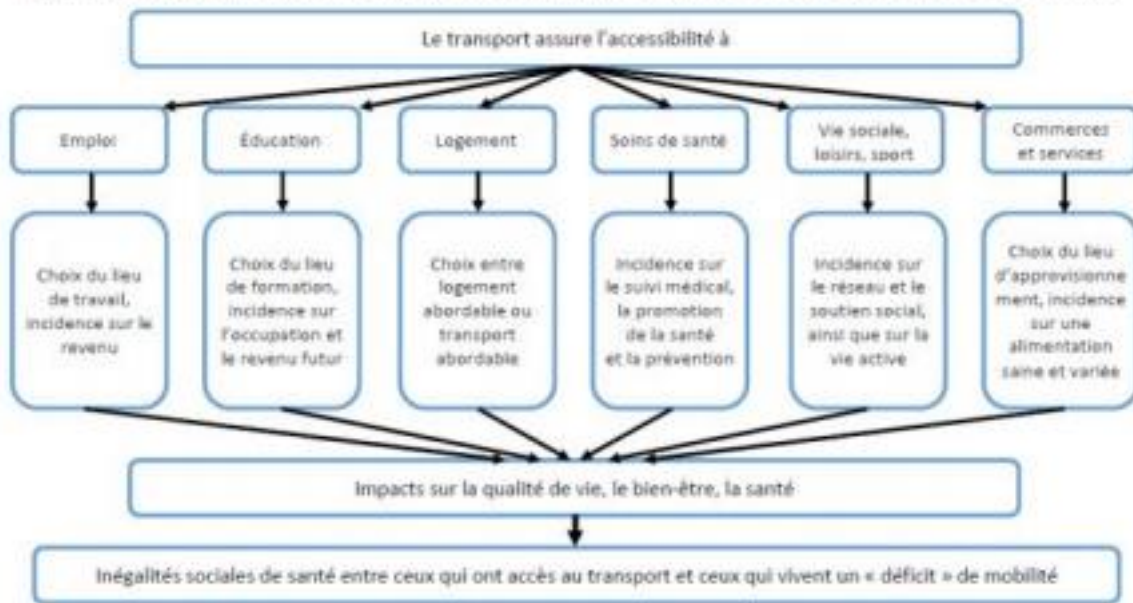 Le transport assure l'accessibilité à
Emploi
Éducation
Logement
Soins de santé
Vie sociale,
loisirs, sport
Commerces
et services
Choix du lieu
de travail,
incidence sur le
revenu
Choix du lieu
de formation,
incidence sur
l'occupation et
le revenu futur
Choix entre
logement
abordable ou
transport
abordable
Incidence sur
le suivi médical,
la promotion
de la santé
et la prévention
Incidence sur
le réseau et le
soutien social,
ainsi que sur la
vie active
Choix du lieu
d'approvisionne
ment, incidence
sur une
alimentation
saine et variée
Impacts sur la qualité de vie, le bien-être, la santé
Inégalités sociales de santé entre ceux qui ont accès au transport et ceux qui vivent un « déficit » de mobilité